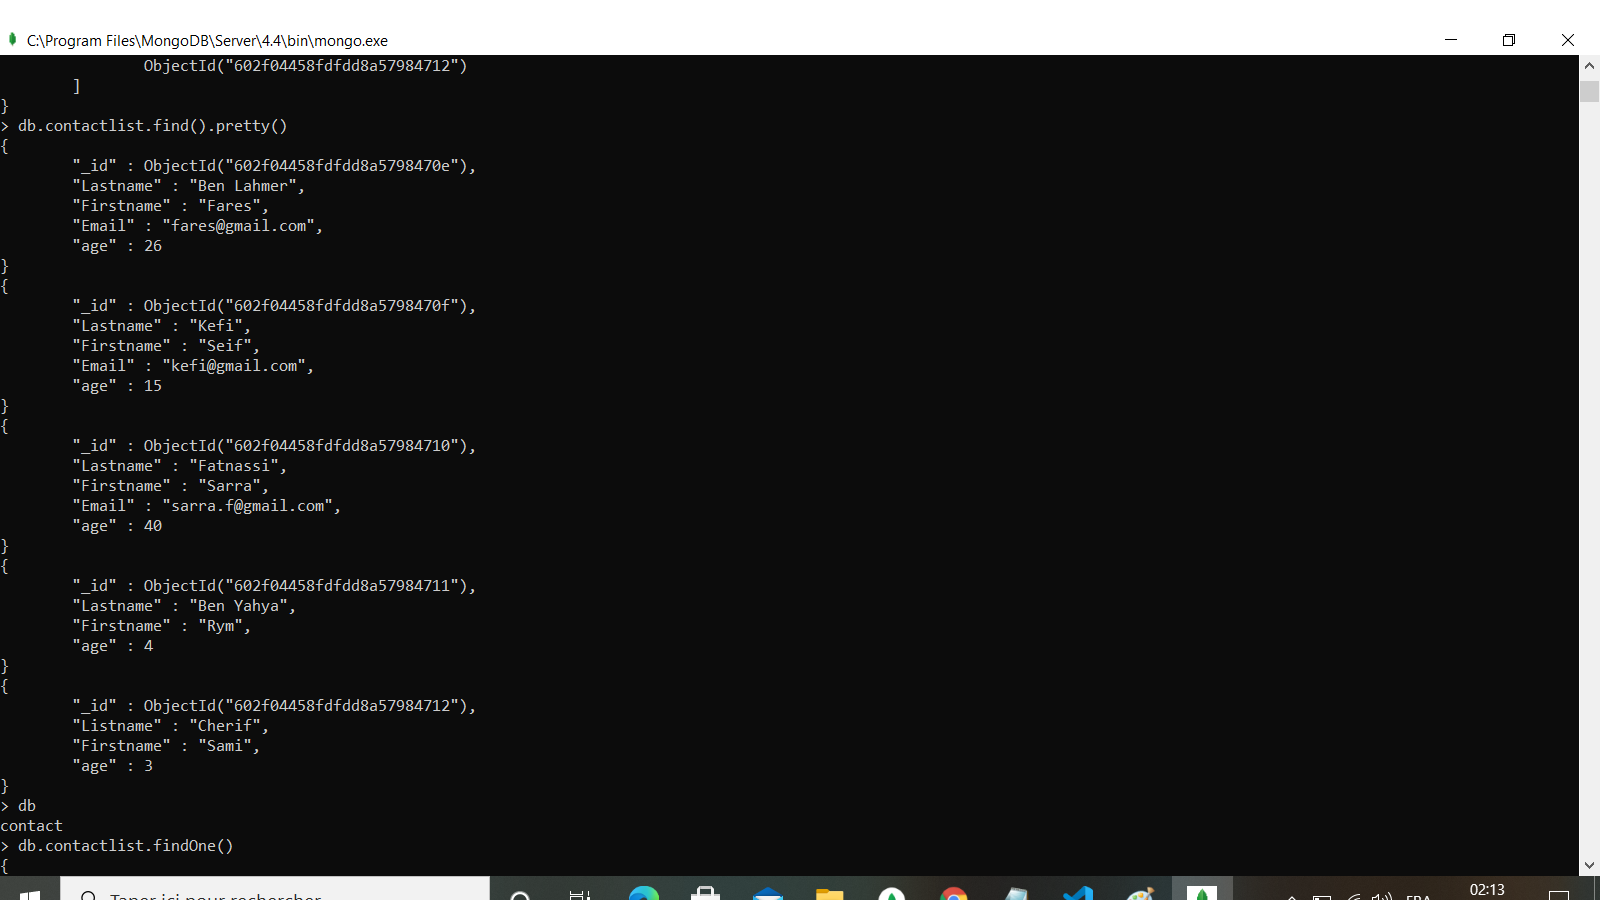 C:\Program Files\MongoDB\Server\4.4\bin\mongo.exe
ObjectId("602f04458fdfdd8a57984712")
]
}
> db.contactlist.find().pretty()
{
"_id" : ObjectId("602f04458fdfdd8a5798470e"),
"Lastname" : "Ben Lahmer",
"Firstname" : "Fares",
"Email" : "fares@gmail.com",
"age" : 26
}
{
"_id" : ObjectId("602f04458fdfdd8a5798470f"),
"Lastname" : "Kefi",
"Firstname" : "Seif",
"Email" : "kefi@gmail.com",
"age" : 15
}
{
"_id" : ObjectId("602f04458fdfdd8a57984710"),
"Lastname" : "Fatnassi",
"Firstname" : "Sarra",
"Email" : "sarra.f@gmail.com",
"age" : 40
}
{
"_id" : ObjectId("602f04458fdfdd8a57984711"),
"Lastname" : "Ben Yahya",
"Firstname" : "Rym",
"age" : 4
}
{
"_id" : ObjectId("602f04458fdfdd8a57984712"),
"Listname" : "Cherif",
"Firstname" : "Sami",
"age" : 3
}
> db
contact
> db.contactlist.findOne()
{
Taper ici pour rechercher
FRA
02:13